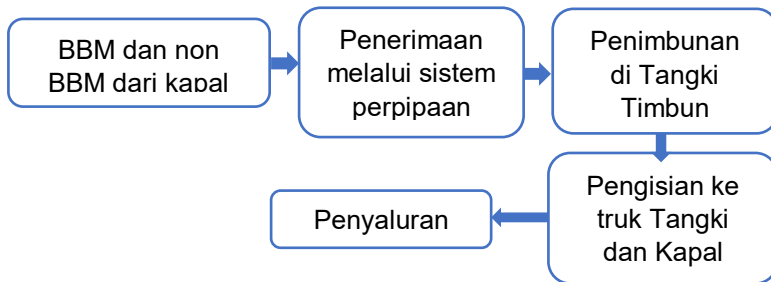 BBM dan non
BBM dari kapal
Penerimaan
melalui sistem
perpipaan
Penimbunan
di Tangki
Timbun
Pengisian ke
truk Tangki
dan Kapal
Penyaluran